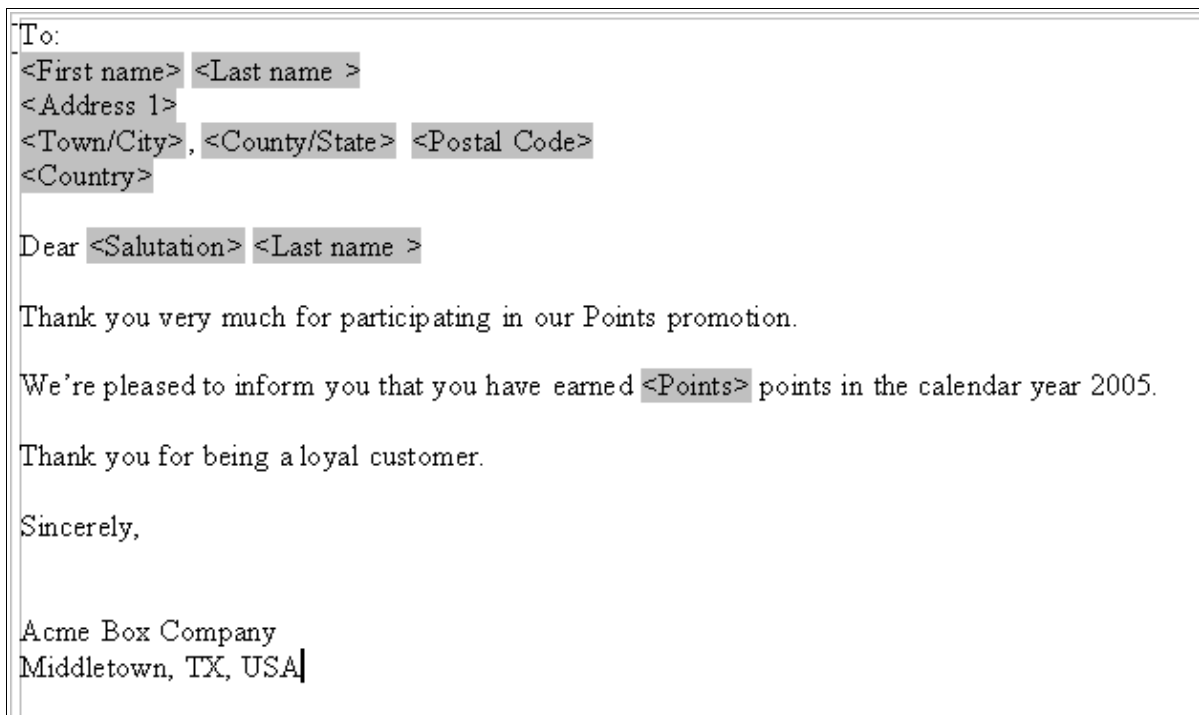 To:
<First name> <Last name >
<Address 1>
<Town/City>, <County/State> <Postal Code>
<Country>
Dear <Salutation> <Last name >
Thank you very much for participating in our Points promotion.
We’re pleased to inform you that you have earned <Points> points in the calendar year 2005.
Thank you for being a loyal customer.
Sincerely,
Acme Box Company
Middletown, TX, USA